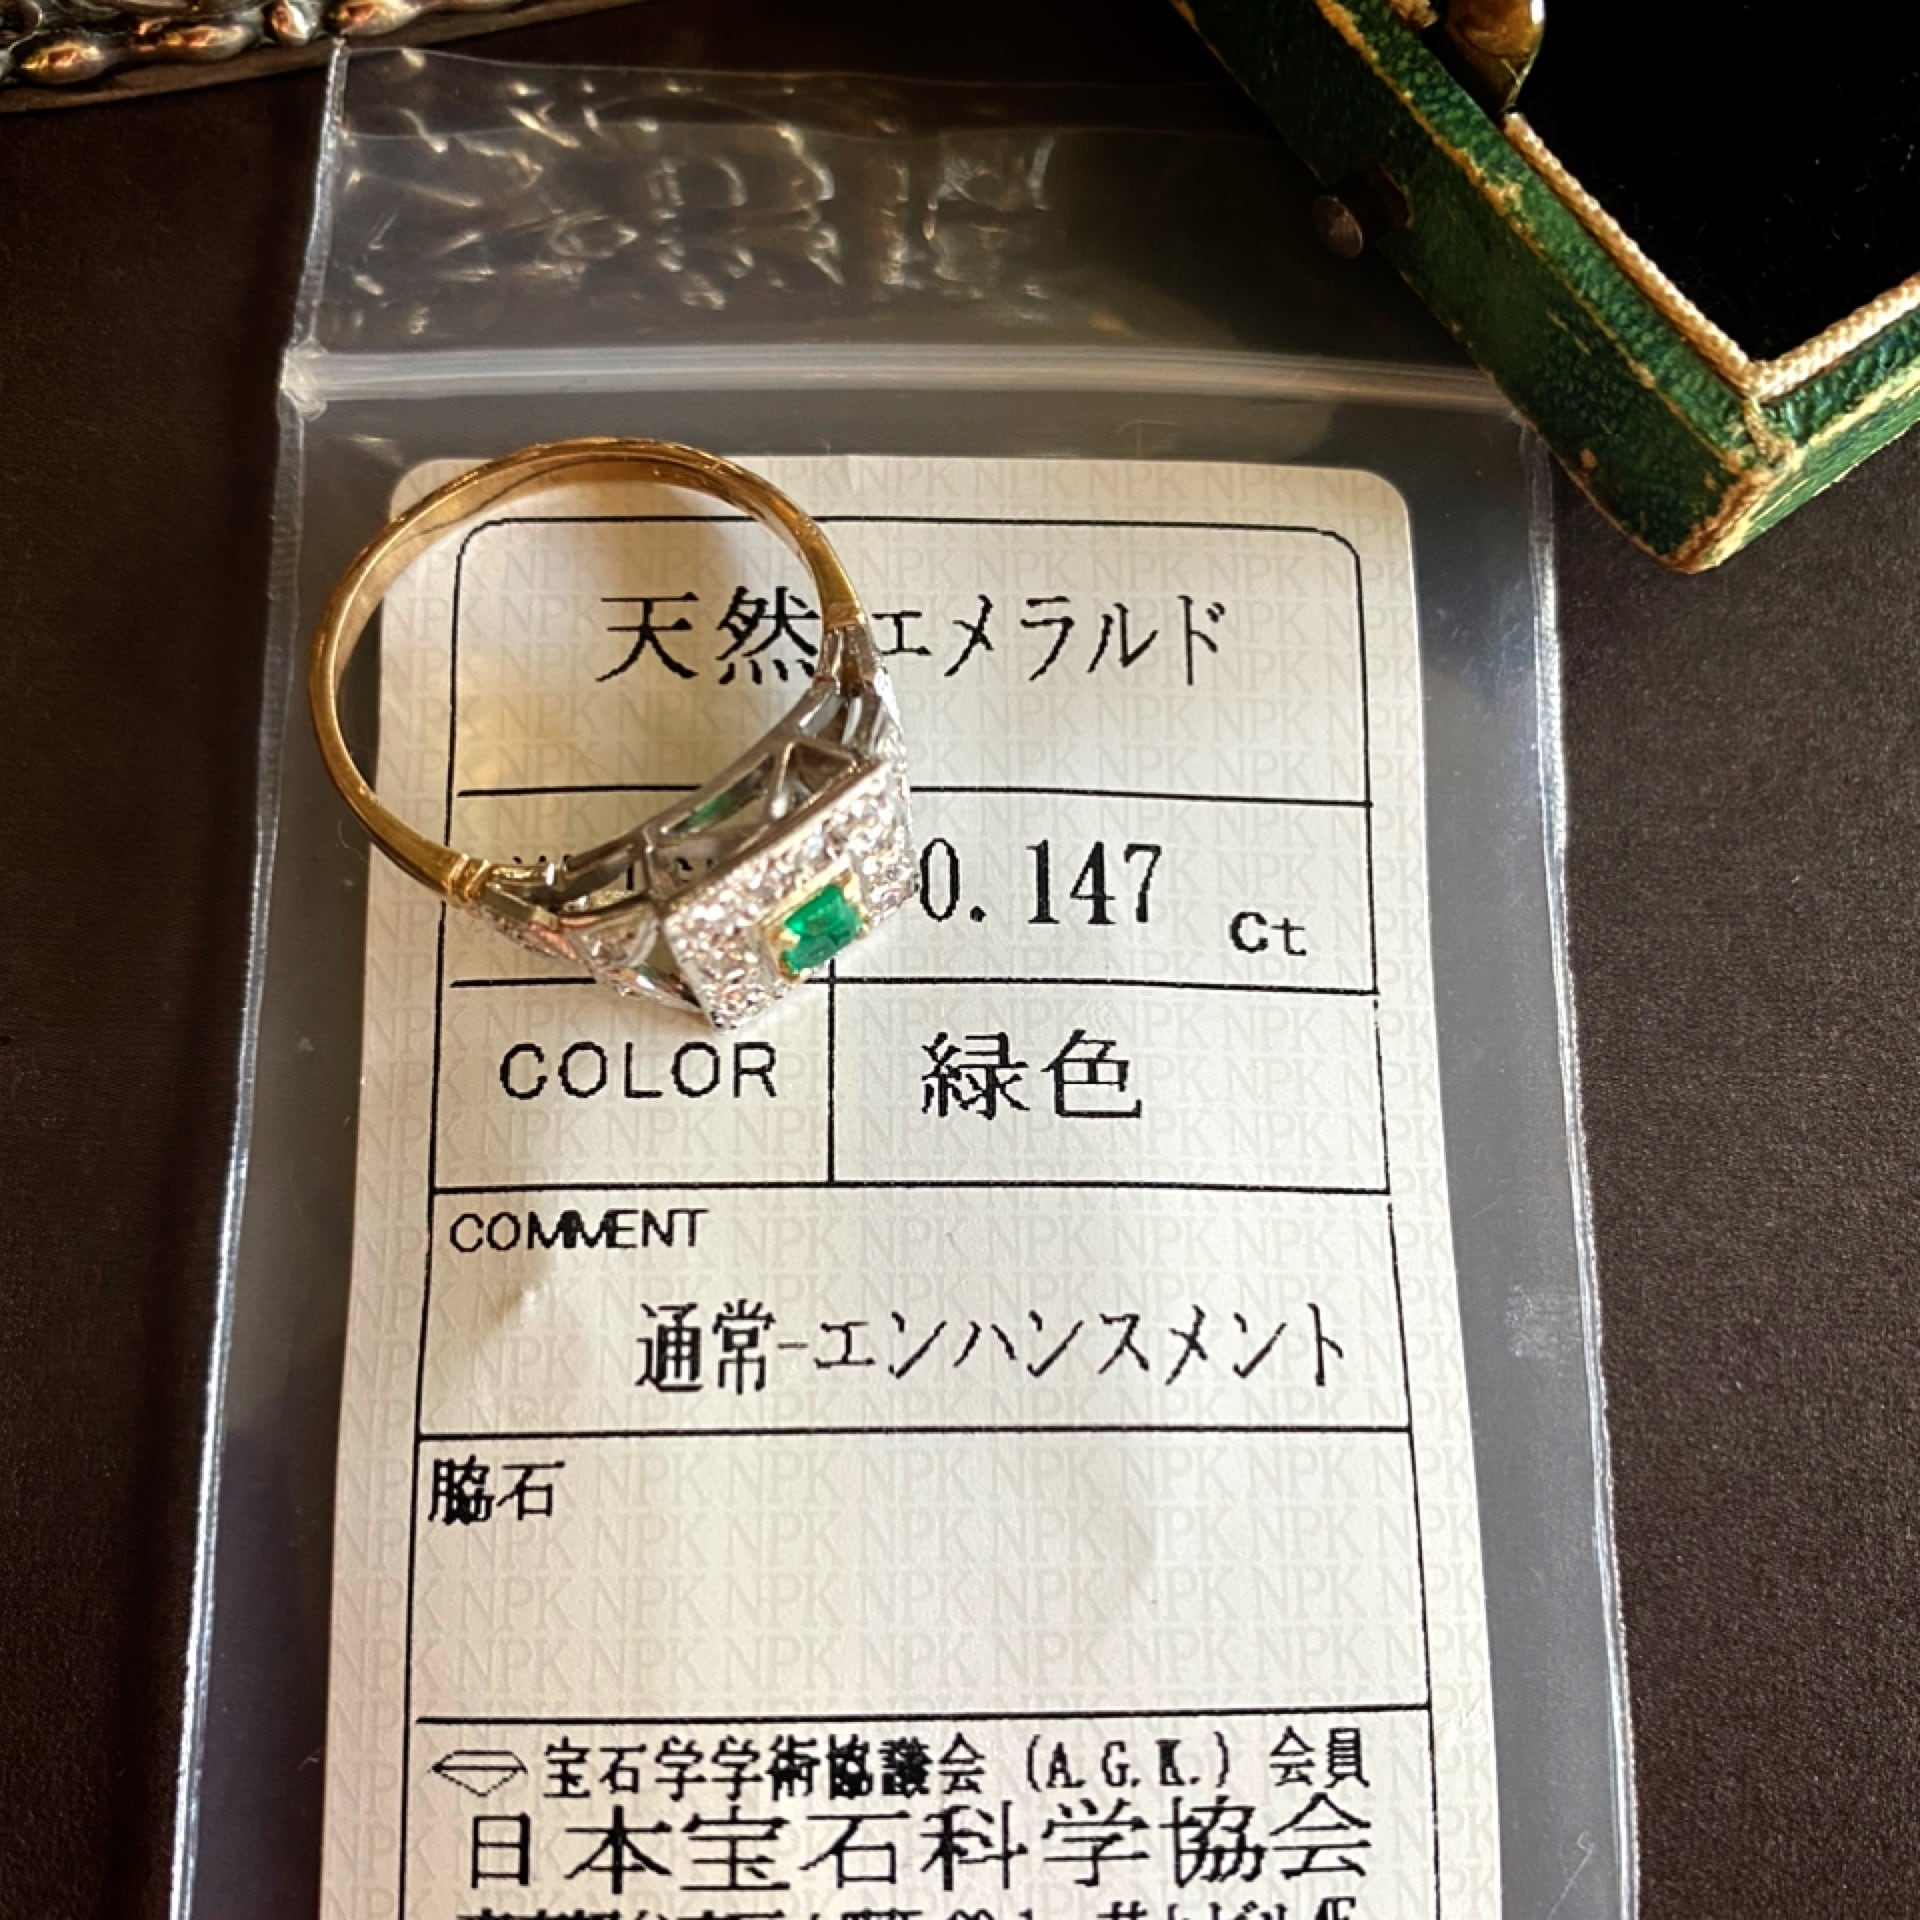 天然 エメラルド
0.147 ct
COLOR 緑色
COMMENT
通常-エンハンスメント
脇石
宝石学学術協議会 (A.G.K.) 会員
日本宝石科学協会